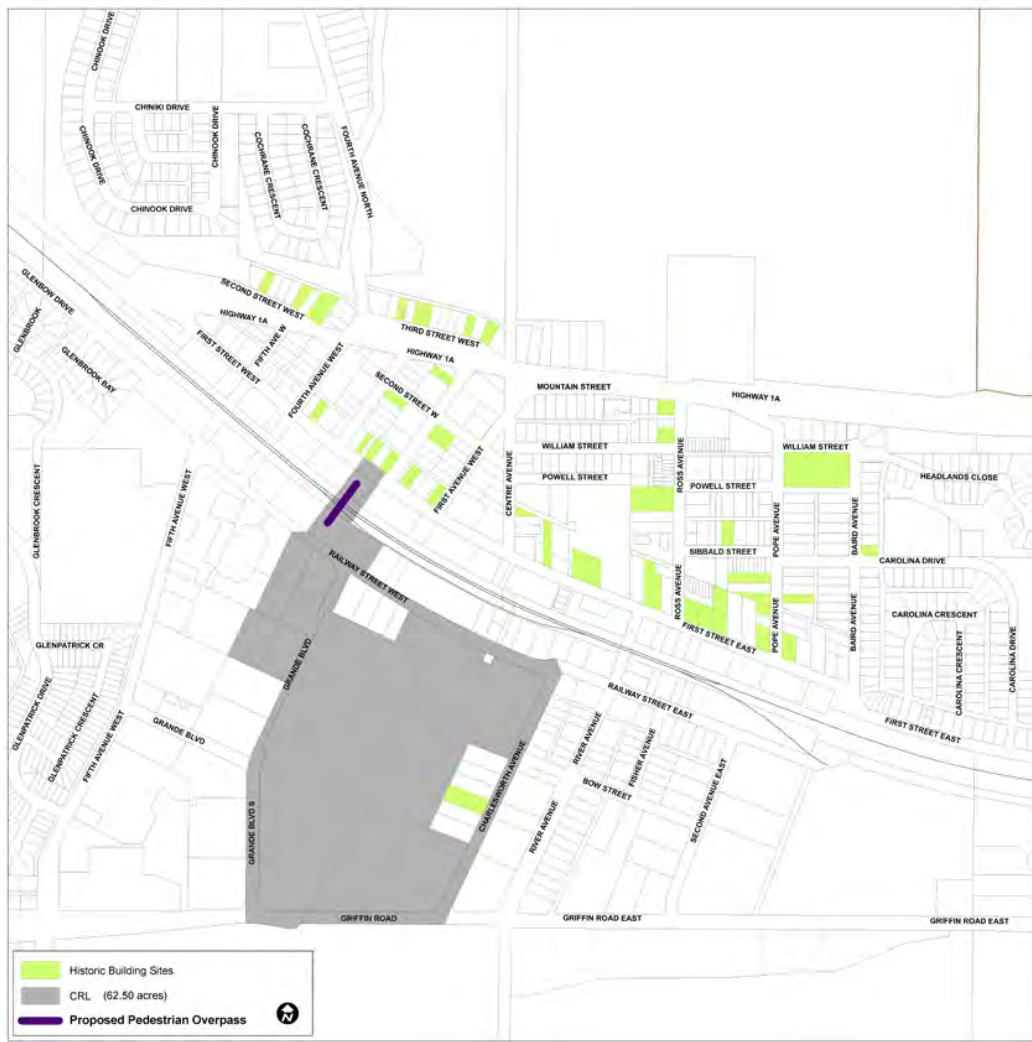 CHINOOK DRIVE
CHINIKI DRIVE
CHINOOK DRIVE
CHINOOK DRIVE
COCHRANE CRESCENT
COCHRANE CRESCENT
FOURTH AVENUE NORTH
CHINOOK DRIVE
GLENBOW DRIVE
SECOND STREET WEST
HIGHWAY 1A
THIRD STREET WEST
GLENBROOK
FIRST STREET WEST
FIFTH AVE W
GLENBROOK BAY
FOURTH AVENUE WEST
HIGHWAY 1A
SECOND STREET W
MOUNTAIN STREET
HIGHWAY 1A
WILLIAM STREET
WILLIAM STREET
FIRST AVENUE WEST
CENTRE AVENUE
POWELL STREET
ROSS AVENUE
POWELL STREET
HEADLANDS CLOSE
GLENBROOK CRESCENT
FIFTH AVENUE WEST
POPE AVENUE
BAIRD AVENUE
SIBBALD STREET
CAROLINA DRIVE
RAILWAY STREET WEST
ROSS AVENUE
FIRST STREET EAST
POPE AVENUE
BAIRD AVENUE
CAROLINA CRESCENT
CAROLINA CRESCENT
CAROLINA DRIVE
GLENPATRICK CR
GRANDE BLVD
GLENPATRICK DRIVE
GLENPATRICK CRESCENT
FIFTH AVENUE WEST
GRANDE BLVD
RAILWAY STREET EAST
FIRST STREET EAST
RIVER AVENUE
FISHER AVENUE
BOW STREET
CHARLESWORTH AVENUE
SECOND AVENUE EAST
RIVER AVENUE
GRANDE BLVD S
GRIFFIN ROAD
GRIFFIN ROAD EAST
GRIFFIN ROAD EAST
Historic Building Sites
CRL (62.50 acres)
Proposed Pedestrian Overpass
N